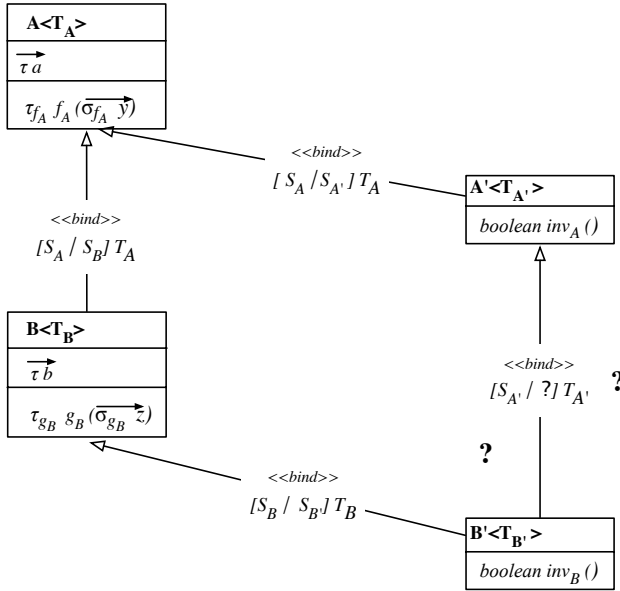 A<T_A>
τ a
τ_{f_A} f_A (σ_{f_A} y)
<<bind>>
[ S_A / S_{A'} ] T_A
A'<T_{A'}>
boolean inv_A ()
<<bind>>
[S_A / S_B] T_A
B<T_B>
τ b
τ_{g_B} g_B (σ_{g_B} z)
<<bind>>
[S_{A'} / ?] T_{A'}
?
?
<<bind>>
[S_B / S_{B'}] T_B
B'<T_{B'}>
boolean inv_B ()